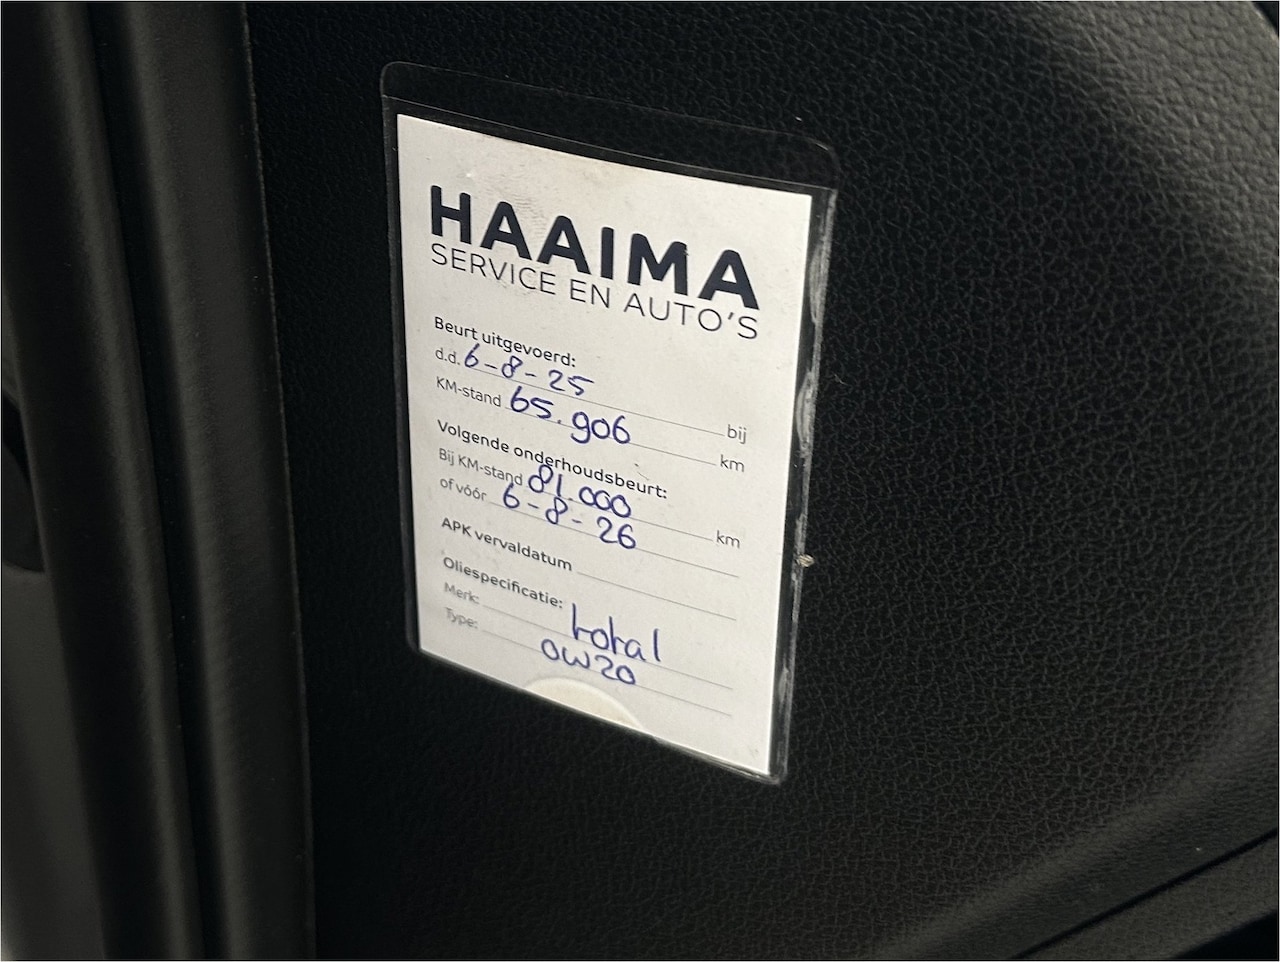 HAAIMA
SERVICE EN AUTO'S
Beurt uitgevoerd:
d.d. 6-8-25 bij
KM-stand 65.906 km
Volgende onderhoudsbeurt:
Bij KM-stand 81.000 km
of vóór 6-8-26
APK vervaldatum
Oliespecificatie:
Merk: total
Type: 0W20